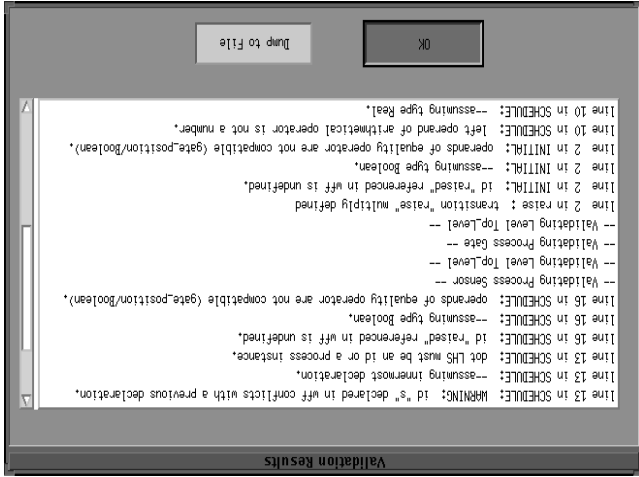 Validation Results
line 13 in SCHEDULE: WARNING: id "s" declared in wff conflicts with a previous declaration.
line 13 in SCHEDULE: --assuming innermost declaration.
line 13 in SCHEDULE: dot LHS must be an id or a process instance.
line 16 in SCHEDULE: id "raised" referenced in wff is undefined.
line 16 in SCHEDULE: --assuming type Boolean.
line 16 in SCHEDULE: operands of equality operator are not compatible (gate_position/Boolean).
-- Validating Process Sensor --
-- Validating Level Top_Level --
-- Validating Process Gate --
-- Validating Level Top_Level --
line 2 in raise : transition "raise" multiply defined
line 2 in INITIAL: id "raised" referenced in wff is undefined.
line 2 in INITIAL: --assuming type Boolean.
line 2 in INITIAL: operands of equality operator are not compatible (gate_position/Boolean).
line 10 in SCHEDULE: left operand of arithmetical operator is not a number.
line 10 in SCHEDULE: --assuming type Real.
OK
Dump to File